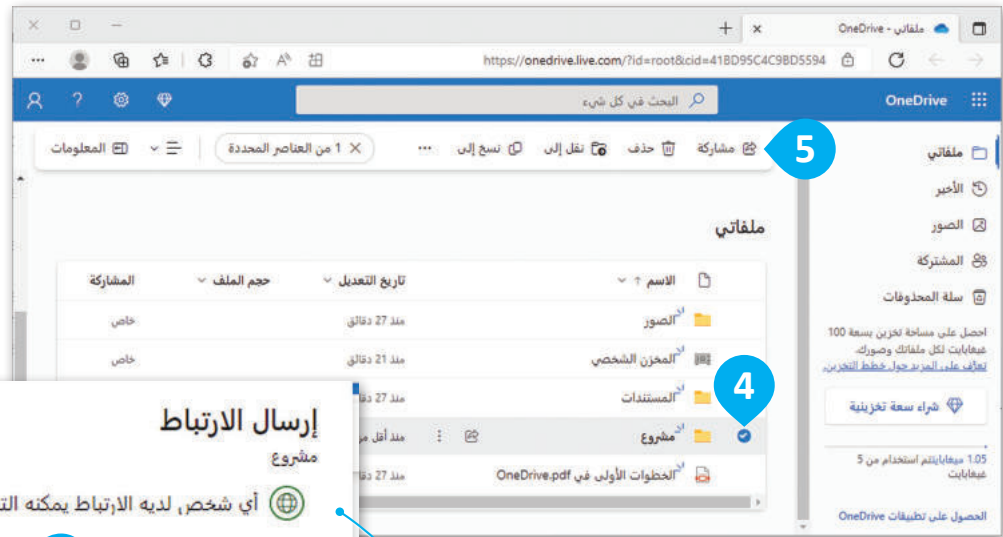 ملفاتي - OneDrive
https://onedrive.live.com/?id=root&cid=418D95C4C9BD5594
OneDrive
البحث في كل شيء
?
ملفاتي
الأخير
الصور
المشتركة
سلة المحذوفات
احصل على مساحة تخزين بسعة 100
غيغابايت لكل ملفاتك وصورك.
تعرّف على المزيد حول خطط التخزين.
شراء سعة تخزينية
1.05 ميغابايتتم استخدام من 5
غيغابايت
الحصول على تطبيقات OneDrive
5
مشاركة حذف نقل إلى نسخ إلى ... 1 من العناصر المحددة المعلومات
ملفاتي
الاسم تاريخ التعديل حجم الملف المشاركة
الصور منذ 27 دقائق خاص
المخزن الشخصي منذ 21 دقائق خاص
المستندات منذ 27
4
مشروع منذ أقل
الخطوات الأولى في OneDrive.pdf منذ 27
إرسال الارتباط
مشروع
أي شخص لديه الارتباط يمكنه